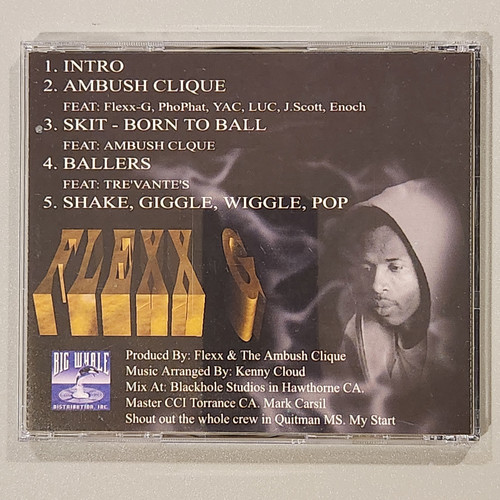 1. INTRO
2. AMBUSH CLIQUE
FEAT: Flexx-G, PhoPhat, YAC, LUC, J.Scott, Enoch
3. SKIT - BORN TO BALL
FEAT: AMBUSH CLQUE
4. BALLERS
FEAT: TRE'VANTE'S
5. SHAKE, GIGGLE, WIGGLE, POP
FLEXX G
BIG WHALE
DISTRIBUTION, INC.
Producd By: Flexx & The Ambush Clique
Music Arranged By: Kenny Cloud
Mix At: Blackhole Studios in Hawthorne CA.
Master CCI Torrance CA. Mark Carsil
Shout out the whole crew in Quitman MS. My Start